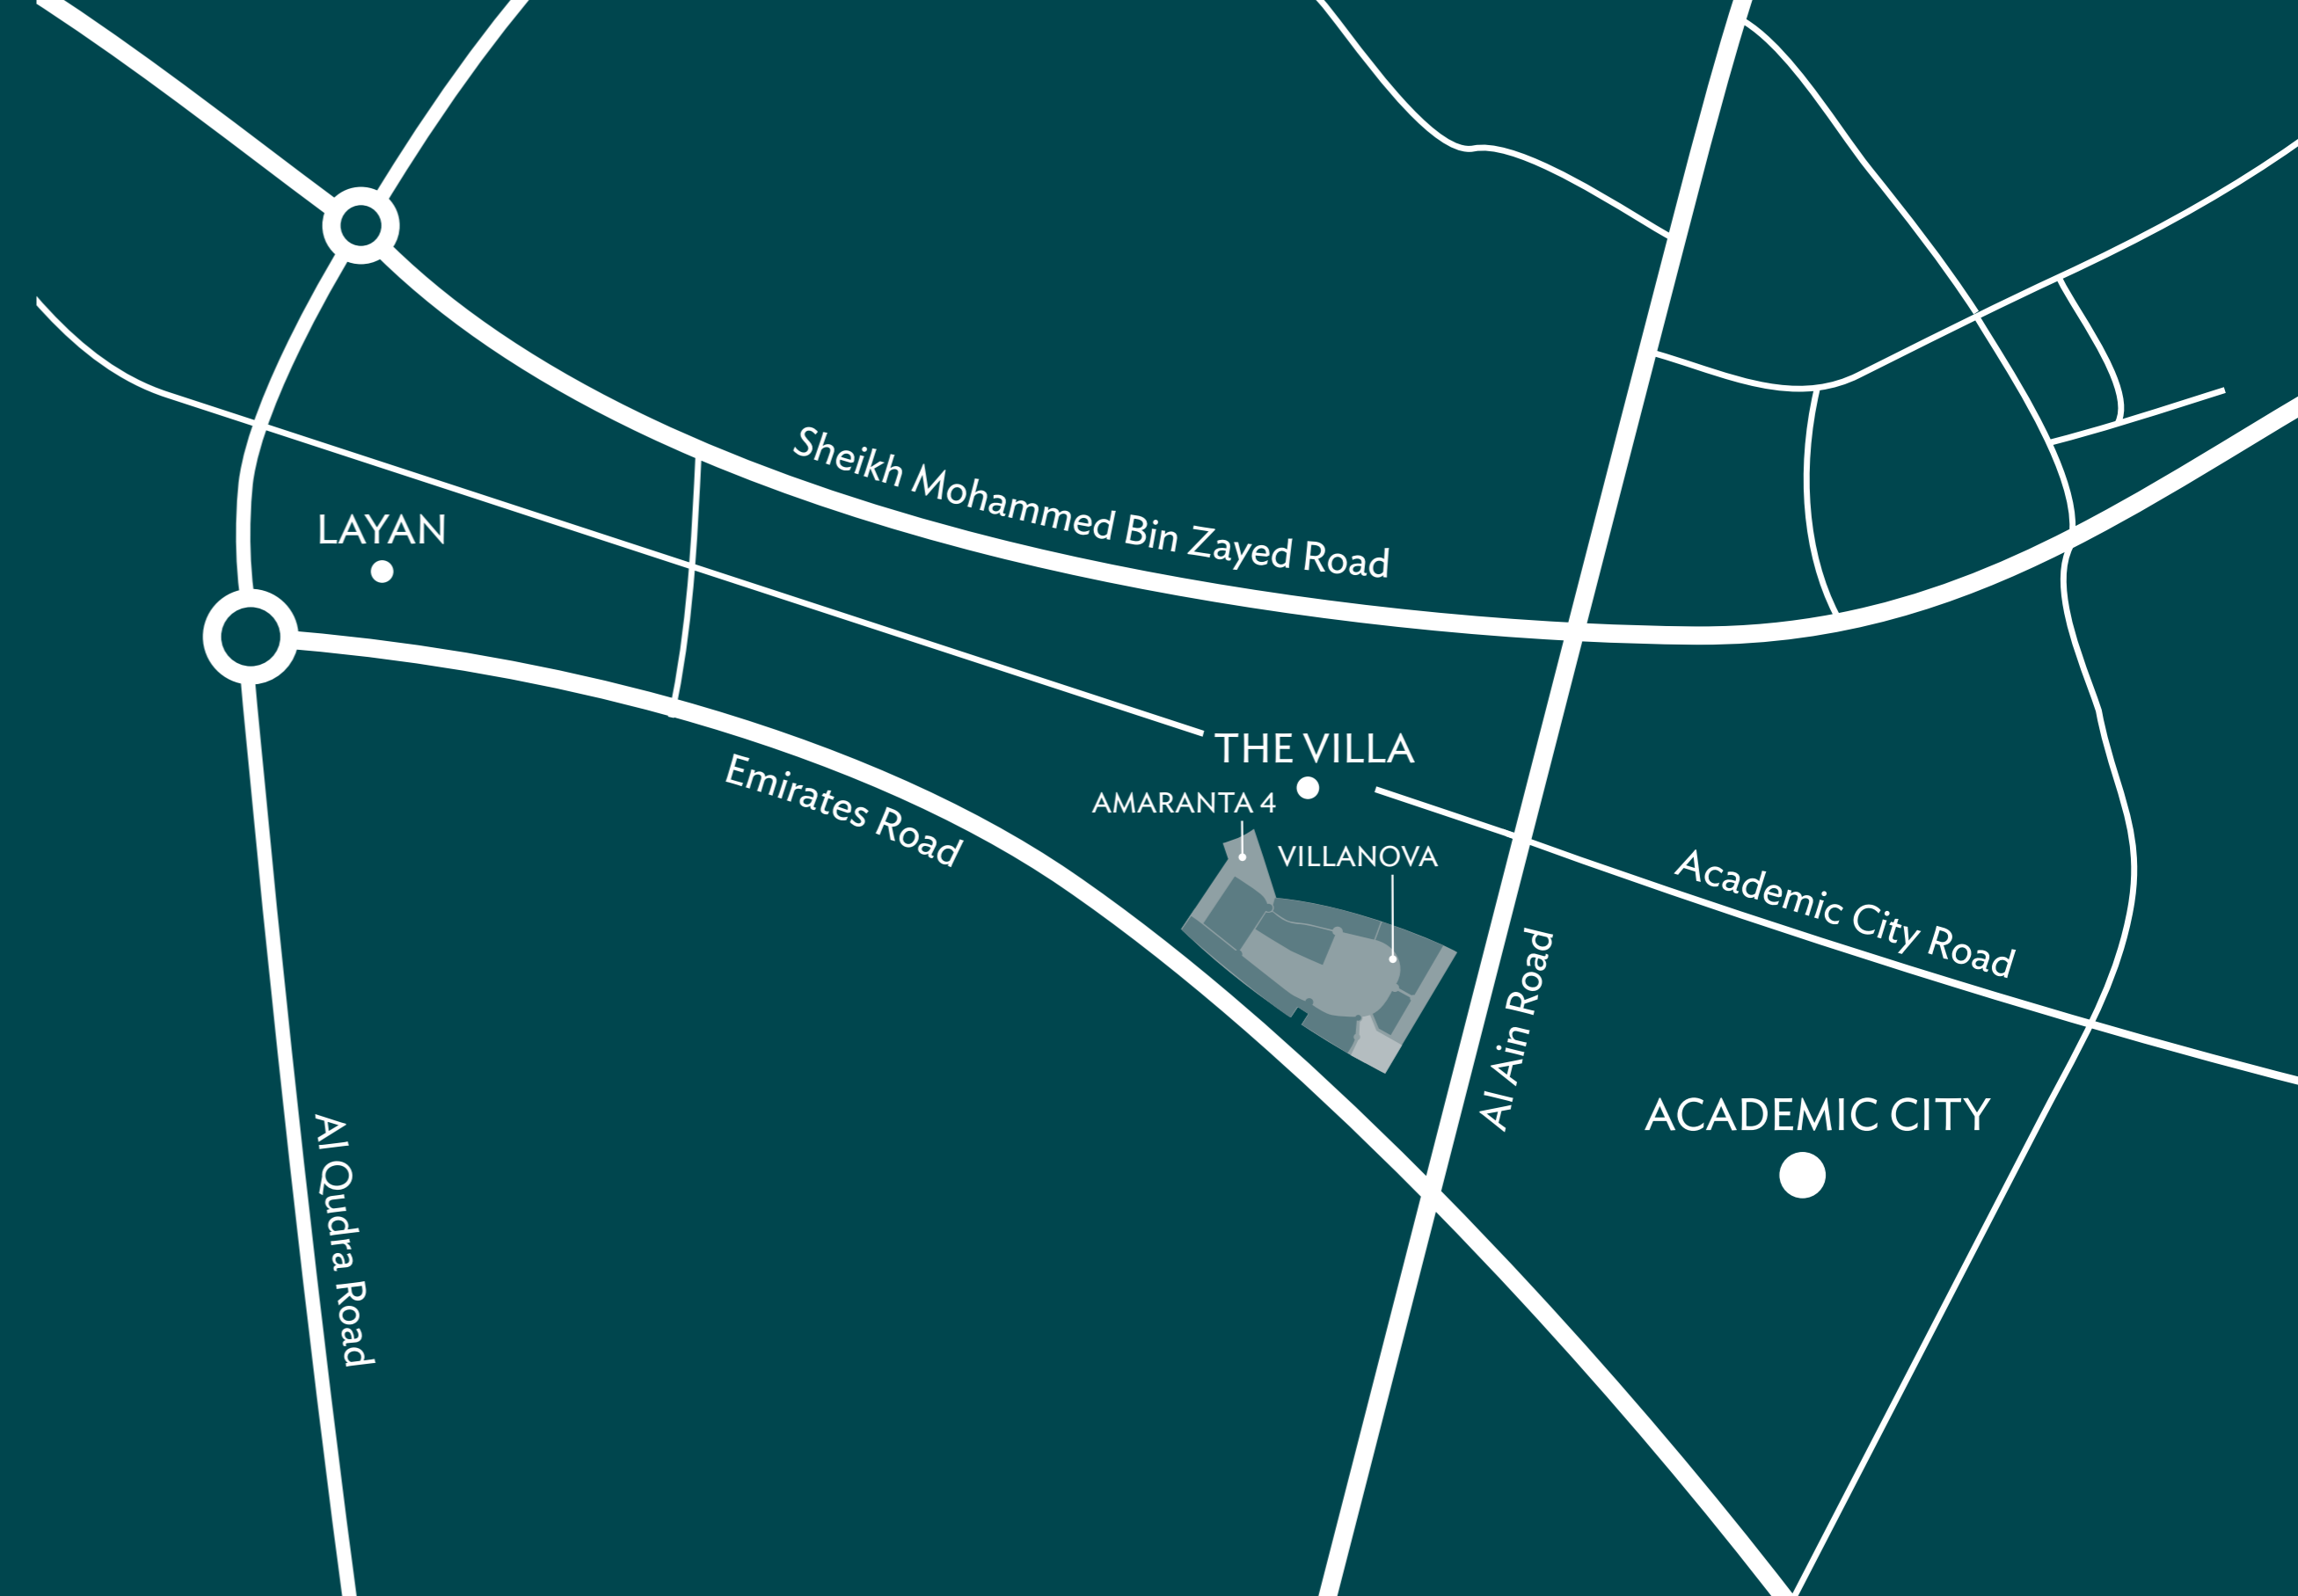 Sheikh Mohammed Bin Zayed Road
LAYAN
THE VILLA
Emirates Road
AMARANTA 4
VILLANOVA
Academic City Road
Al Ain Road
ACADEMIC CITY
Al Qudra Road